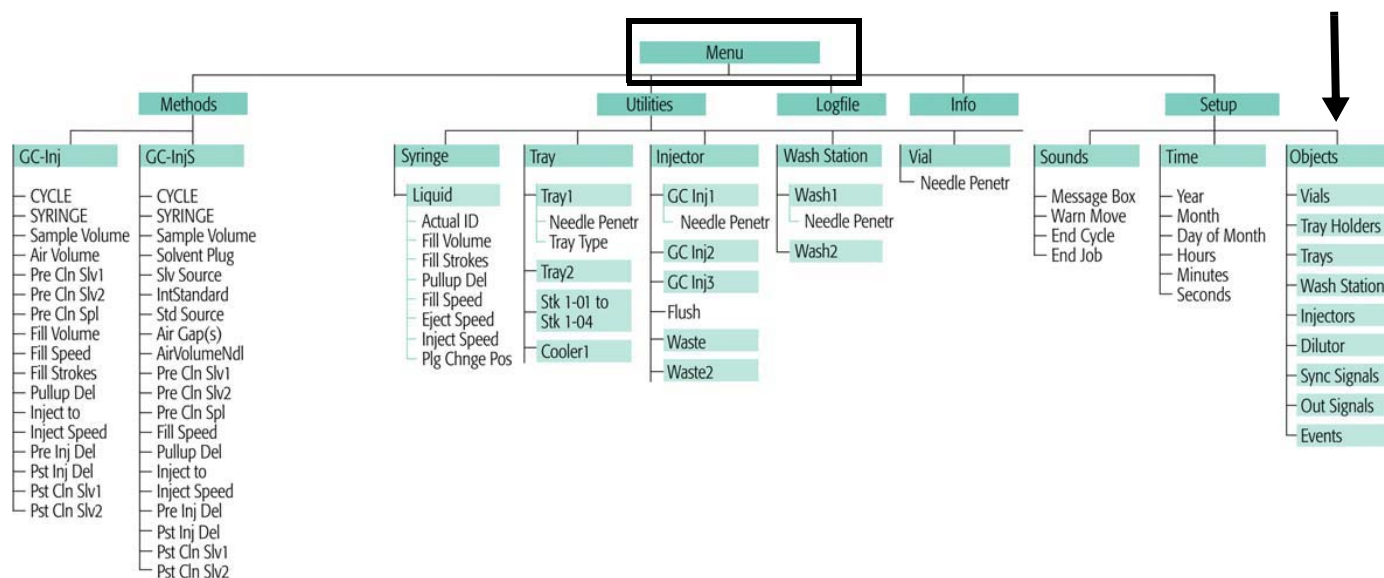 Menu
Methods
Utilities
Logfile
Info
Setup
GC-Inj
CYCLE
SYRINGE
Sample Volume
Air Volume
Pre Cln Slv1
Pre Cln Slv2
Pre Cln Spl
Fill Volume
Fill Speed
Fill Strokes
Pullup Del
Inject to
Inject Speed
Pre Inj Del
Pst Inj Del
Pst Cln Slv1
Pst Cln Slv2
GC-InjS
CYCLE
SYRINGE
Sample Volume
Solvent Plug
Slv Source
IntStandard
Std Source
Air Gap(s)
AirVolumeNdl
Pre Cln Slv1
Pre Cln Slv2
Pre Cln Spl
Fill Speed
Pullup Del
Inject to
Inject Speed
Pre Inj Del
Pst Inj Del
Pst Cln Slv1
Pst Cln Slv2
Syringe
Liquid
Actual ID
Fill Volume
Fill Strokes
Pullup Del
Fill Speed
Eject Speed
Inject Speed
Plg Chnge Pos
Tray
Tray1
Needle Penetr
Tray Type
Tray2
Stk 1-01 to
Stk 1-04
Cooler1
Injector
GC Inj1
Needle Penetr
GC Inj2
GC Inj3
Flush
Waste
Waste2
Wash Station
Wash1
Needle Penetr
Wash2
Vial
Needle Penetr
Sounds
Message Box
Warn Move
End Cycle
End Job
Time
Year
Month
Day of Month
Hours
Minutes
Seconds
Objects
Vials
Tray Holders
Trays
Wash Station
Injectors
Dilutor
Sync Signals
Out Signals
Events